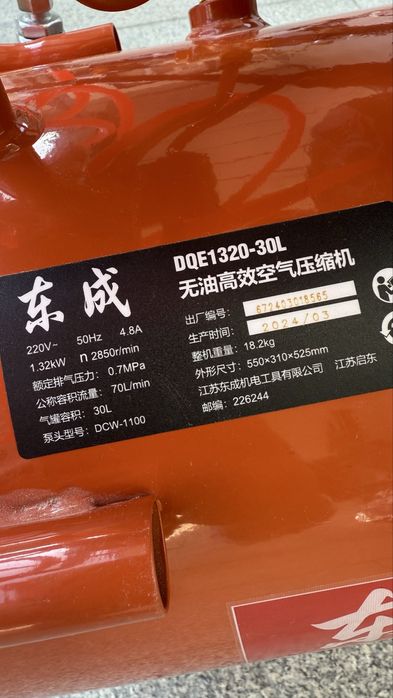 东成
DQE1320-30L
无油高效空气压缩机
220V~ 50Hz 4.8A
1.32kW n 2850r/min
额定排气压力: 0.7MPa
公称容积流量: 70L/min
气罐容积: 30L
泵头型号: DCW-1100
出厂编号: 672403018565
生产时间: 2024/03
整机重量: 18.2kg
外形尺寸: 550×310×525mm
江苏东成机电工具有限公司 江苏启东
邮编: 226244
东